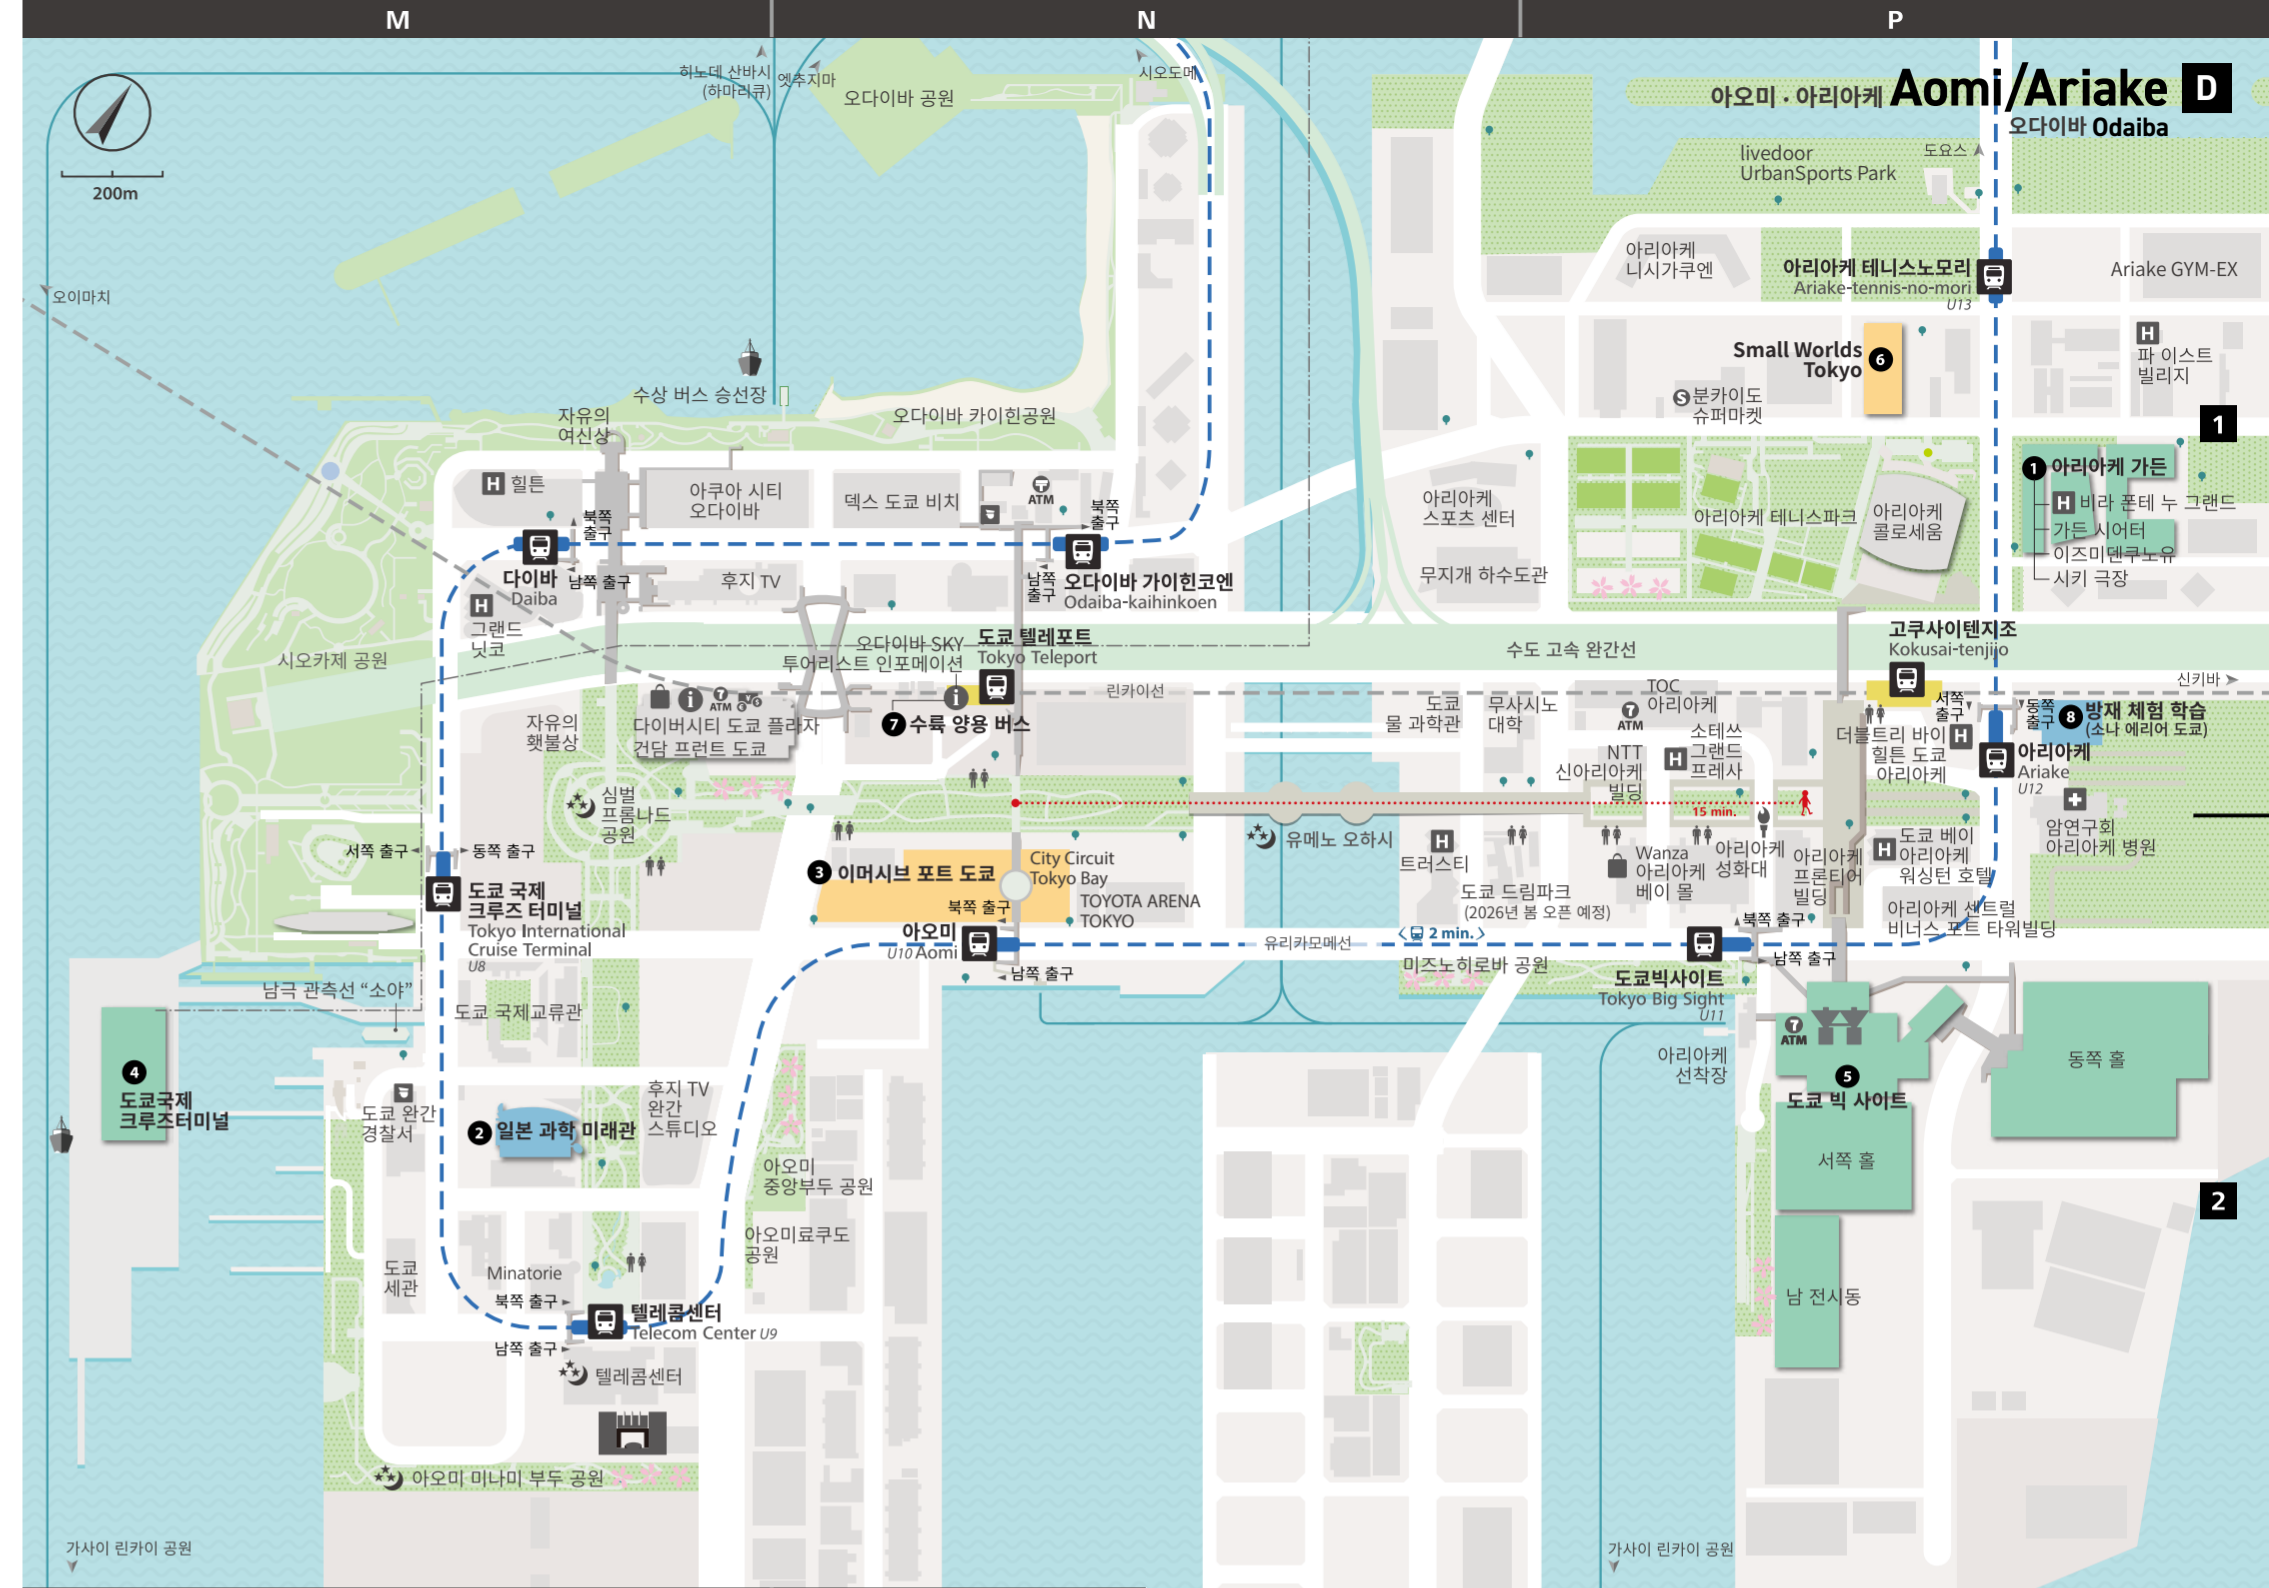 M
N
P
아오미 · 아리아케 Aomi/Ariake D
오다이바 Odaiba
200m
히노데 산바시
(하마리큐)
엣추지마
시오도메
오다이바 공원
livedoor
UrbanSports Park
도요스
오이마치
아리아케
니시가쿠엔
아리아케 테니스노모리
Ariake-tennis-no-mori
U13
Ariake GYM-EX
Small Worlds
Tokyo
6
H
파 이스트
빌리지
S 분카이도
슈퍼마켓
1
수상 버스 승선장
자유의
여신상
오다이바 카이힌공원
H 힐튼
아쿠아 시티
오다이바
덱스 도쿄 비치
ATM
북쪽
출구
북쪽
출구
아리아케
스포츠 센터
아리아케 테니스파크
아리아케
콜로세움
1 아리아케 가든
H 비라 폰테 누 그랜드
가든 시어터
이즈미덴쿠노유
시키 극장
다이바
Daiba
남쪽 출구
후지 TV
남쪽
출구
오다이바 가이힌코엔
Odaiba-kaihinkoen
무지개 하수도관
H
그랜드
닛코
시오카제 공원
오다이바 SKY
투어리스트 인포메이션
도쿄 텔레포트
Tokyo Teleport
수도 고속 완간선
고쿠사이텐지조
Kokusai-tenjijo
린카이선
신키바
자유의
횃불상
i
7
ATM
다이버시티 도쿄 플라자
건담 프런트 도쿄
i
7 수륙 양용 버스
도쿄
물 과학관
무사시노
대학
TOC
아리아케
7
ATM
NTT
신아리아케
빌딩
H
소테쓰
그랜드
프레사
서쪽
출구
동쪽
출구
8 방재 체험 학습
(소나 에리어 도쿄)
더블트리 바이
힐튼 도쿄
아리아케
H
아리아케
Ariake
U12
심벌
프롬나드
공원
15 min.
유메노 오하시
H
트러스티
Wanza
아리아케
베이 몰
아리아케
성화대
아리아케
프론티어
빌딩
H
도쿄 베이
아리아케
워싱턴 호텔
암연구회
아리아케 병원
서쪽 출구
동쪽 출구
3 이머시브 포트 도쿄
City Circuit
Tokyo Bay
TOYOTA ARENA
TOKYO
도쿄 드림파크
(2026년 봄 오픈 예정)
아리아케 센트럴
비너스 포트 타워빌딩
도쿄 국제
크루즈 터미널
Tokyo International
Cruise Terminal
U8
북쪽 출구
아오미
U10 Aomi
남쪽 출구
유리카모메선
2 min.
미즈노히로바 공원
북쪽 출구
남쪽 출구
도쿄빅사이트
Tokyo Big Sight
U11
남극 관측선 “소야”
도쿄 국제교류관
4
도쿄국제
크루즈터미널
도쿄 완간
경찰서
2 일본 과학 미래관
후지 TV
완간
스튜디오
아리아케
선착장
7
ATM
5
도쿄 빅 사이트
동쪽 홀
서쪽 홀
2
아오미
중앙부두 공원
아오미료쿠도
공원
도쿄
세관
Minatorie
북쪽 출구
텔레콤센터
Telecom Center U9
남쪽 출구
텔레콤센터
남 전시동
아오미 미나미 부두 공원
가사이 린카이 공원
가사이 린카이 공원